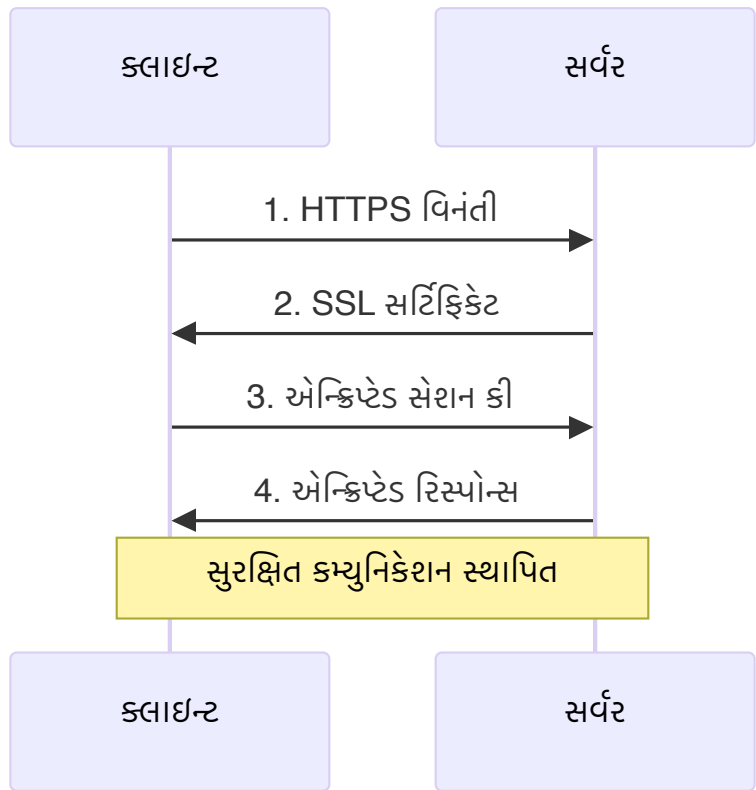 ક્લાઇન્ટ
સર્વર
1. HTTPS વિનંતી
2. SSL સર્ટિફિકેટ
3. એન્ક્રિપ્ટેડ સેશન કી
4. એન્ક્રિપ્ટેડ રિસ્પોન્સ
સુરક્ષિત કમ્યુનિકેશન સ્થાપિત
ક્લાઇન્ટ
સર્વર